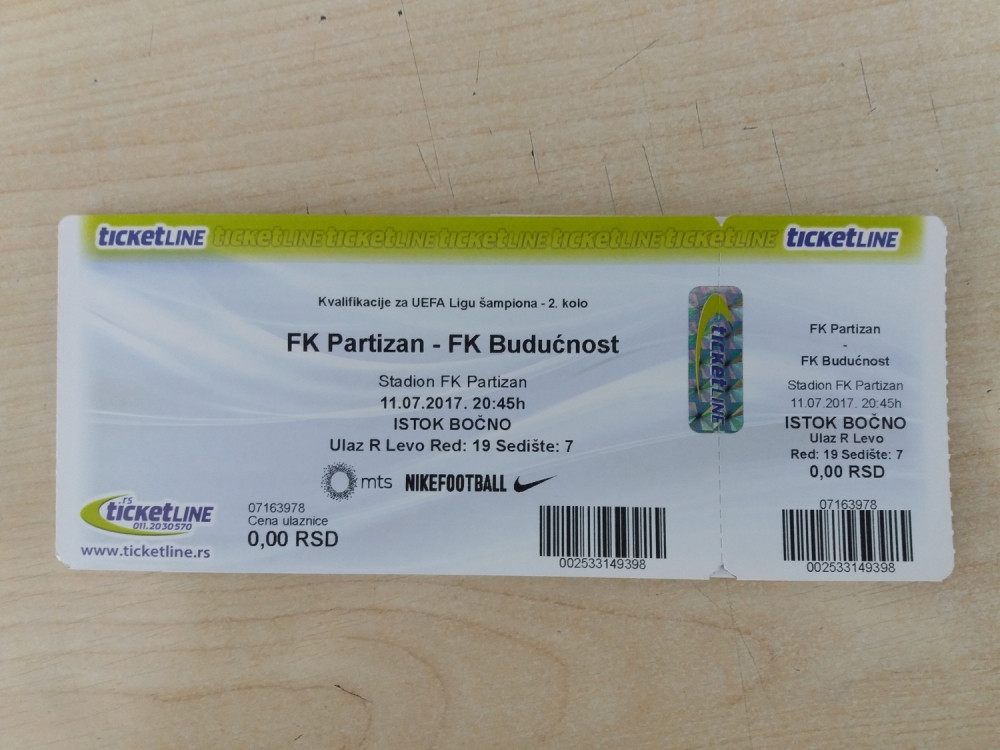 ticketLINE ticketLINE ticketLINE ticketLINE ticketLINE ticketLINE ticketLINE
Kvalifikacije za UEFA Ligu šampiona - 2. kolo
FK Partizan - FK Budućnost
Stadion FK Partizan
11.07.2017. 20:45h
ISTOK BOČNO
Ulaz R Levo Red: 19 Sedište: 7
mts NIKEFOOTBALL
.rs
ticketLINE
011.2030570
www.ticketline.rs
07163978
Cena ulaznice
0,00 RSD
002533149398
ticketLINE
FK Partizan
-
FK Budućnost
Stadion FK Partizan
11.07.2017. 20:45h
ISTOK BOČNO
Ulaz R Levo
Red: 19 Sedište: 7
0,00 RSD
07163978
002533149398